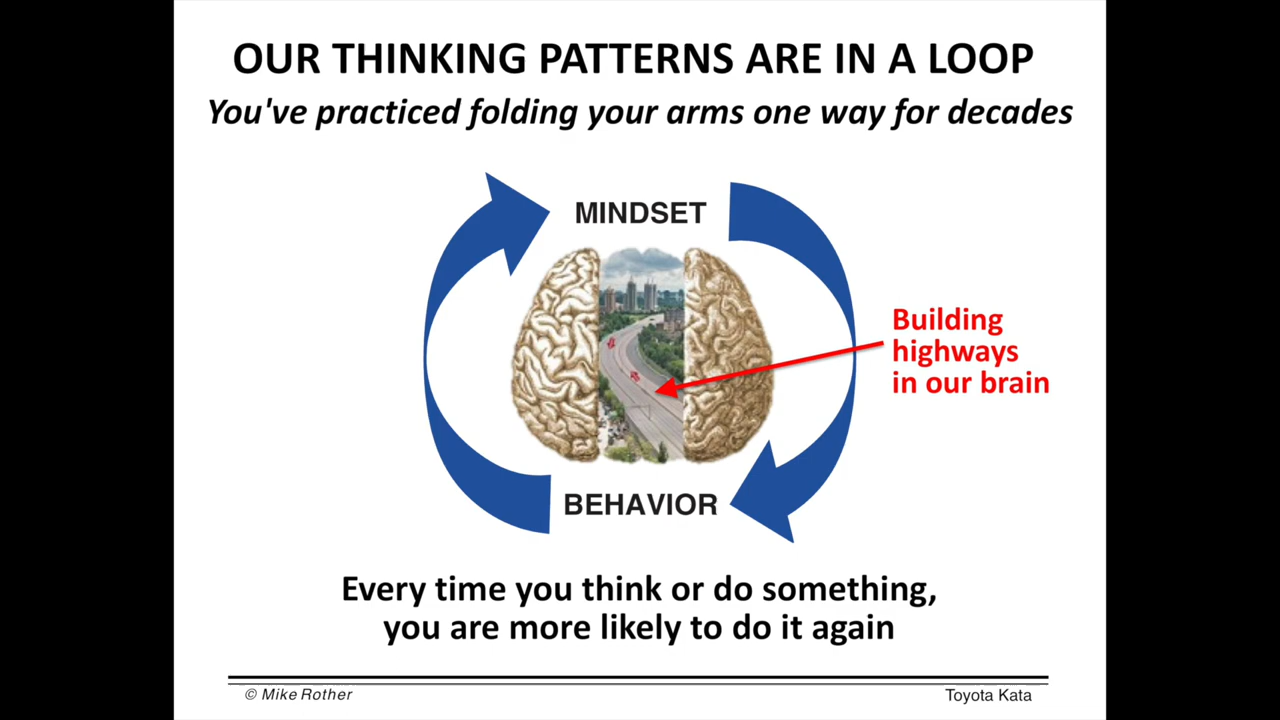 OUR THINKING PATTERNS ARE IN A LOOP
You've practiced folding your arms one way for decades
MINDSET
Building
highways
in our brain
BEHAVIOR
Every time you think or do something,
you are more likely to do it again
© Mike Rother
Toyota Kata